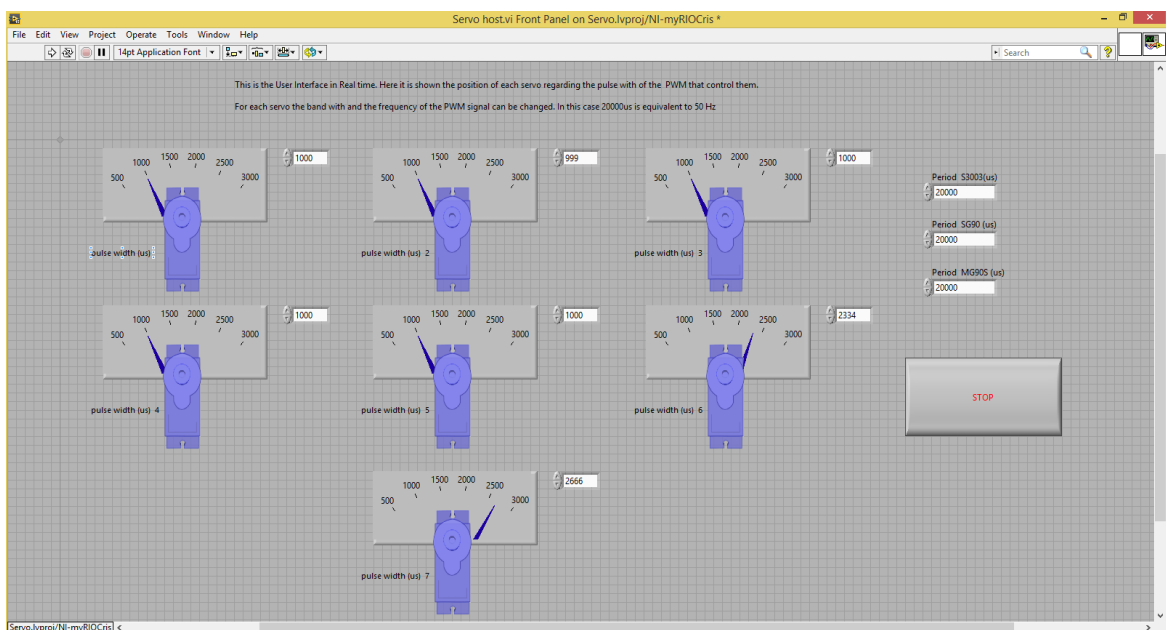 Servo host.vi Front Panel on Servo.lvproj/NI-myRIOCris *
File Edit View Project Operate Tools Window Help
14pt Application Font Search
This is the User Interface in Real time. Here it is shown the position of each servo regarding the pulse with of the PWM that control them.
For each servo the band with and the frequency of the PWM signal can be changed. In this case 20000us is equivalent to 50 Hz
500 1000 1500 2000 2500 3000
1000
pulse width (us)
500 1000 1500 2000 2500 3000
999
pulse width (us) 2
500 1000 1500 2000 2500 3000
1000
pulse width (us) 3
Period S3003(us)
20000
Period SG90 (us)
20000
Period MG90S (us)
20000
500 1000 1500 2000 2500 3000
1000
pulse width (us) 4
500 1000 1500 2000 2500 3000
1000
pulse width (us) 5
500 1000 1500 2000 2500 3000
2334
pulse width (us) 6
STOP
500 1000 1500 2000 2500 3000
2666
pulse width (us) 7
Servo.lvproj/NI-myRIOCris